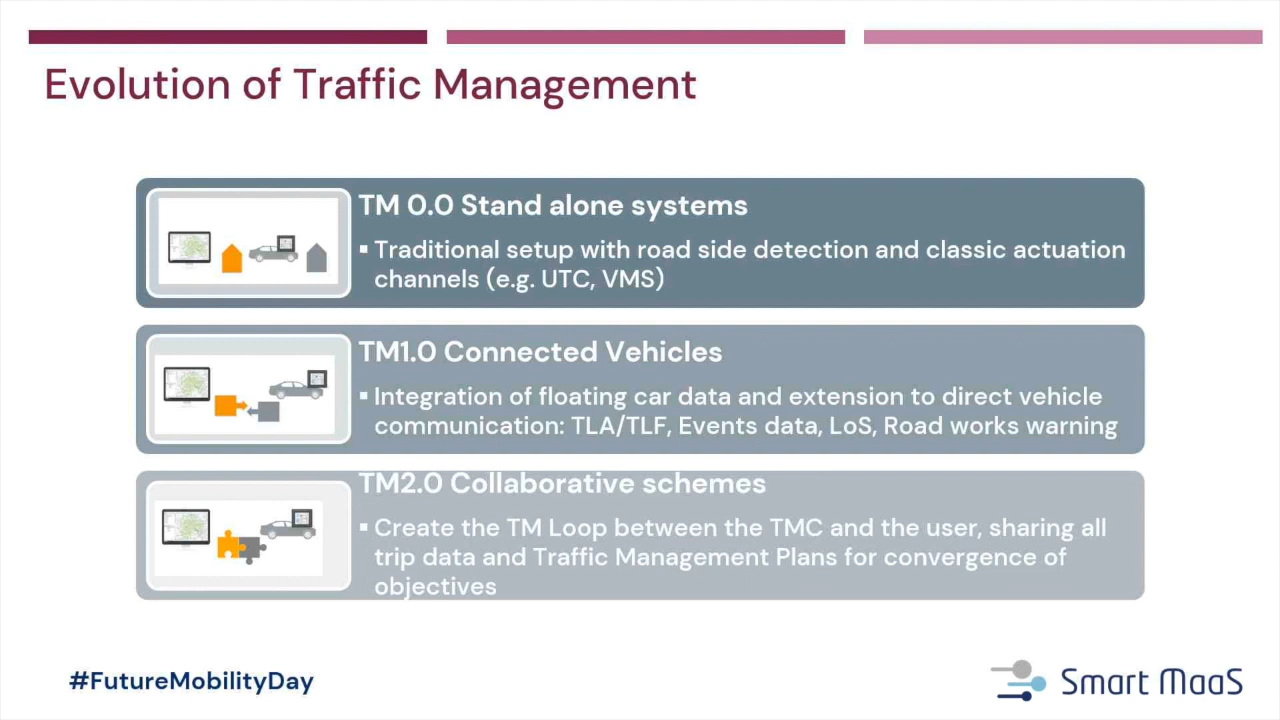 Evolution of Traffic Management
TM 0.0 Stand alone systems
▪ Traditional setup with road side detection and classic actuation
channels (e.g. UTC, VMS)
TM1.0 Connected Vehicles
▪ Integration of floating car data and extension to direct vehicle
communication: TLA/TLF, Events data, LoS, Road works warning
TM2.0 Collaborative schemes
▪ Create the TM Loop between the TMC and the user, sharing all
trip data and Traffic Management Plans for convergence of
objectives
#FutureMobilityDay
Smart MaaS